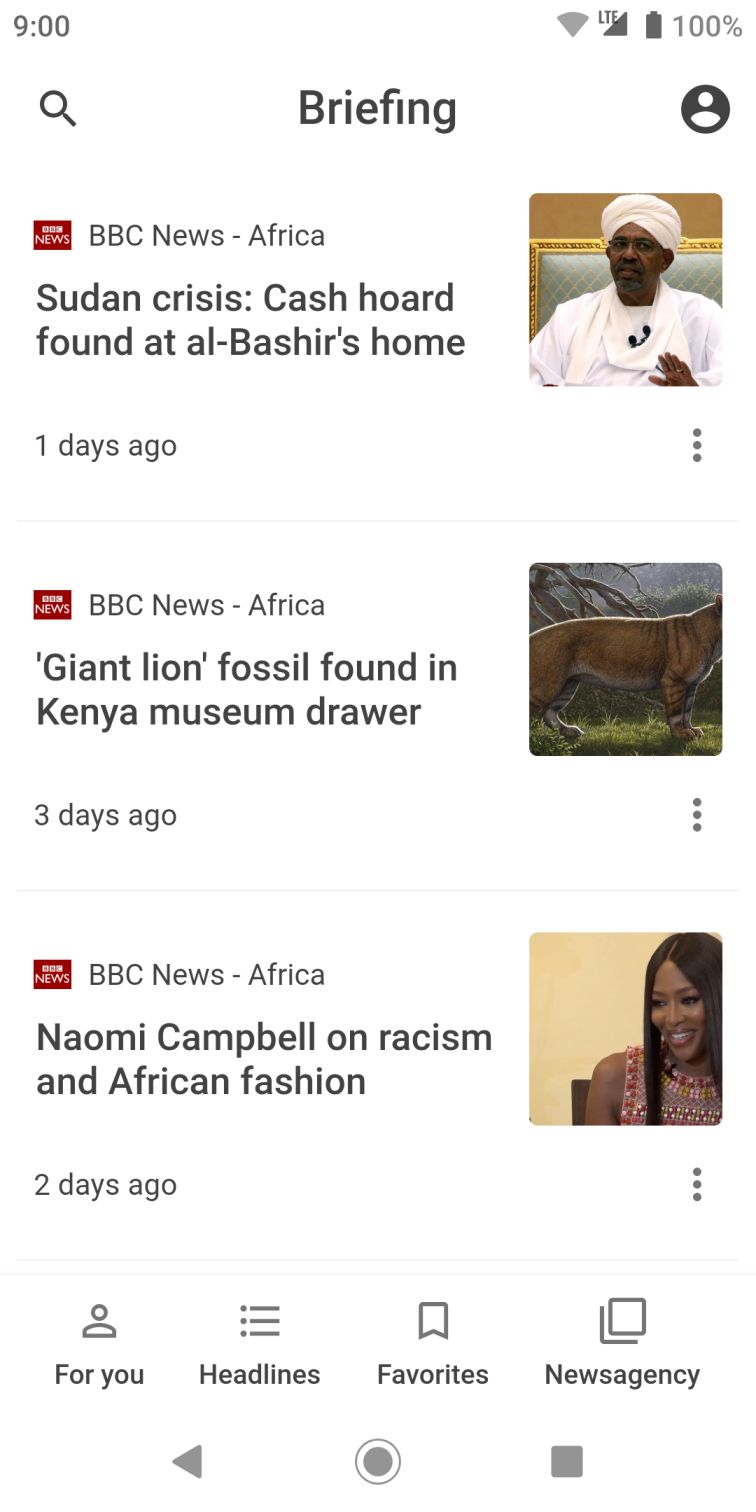 9:00
LTE
100%
Briefing
BBC NEWS
BBC News - Africa
Sudan crisis: Cash hoard
found at al-Bashir's home
1 days ago
BBC NEWS
BBC News - Africa
'Giant lion' fossil found in
Kenya museum drawer
3 days ago
BBC NEWS
BBC News - Africa
Naomi Campbell on racism
and African fashion
2 days ago
For you
Headlines
Favorites
Newsagency